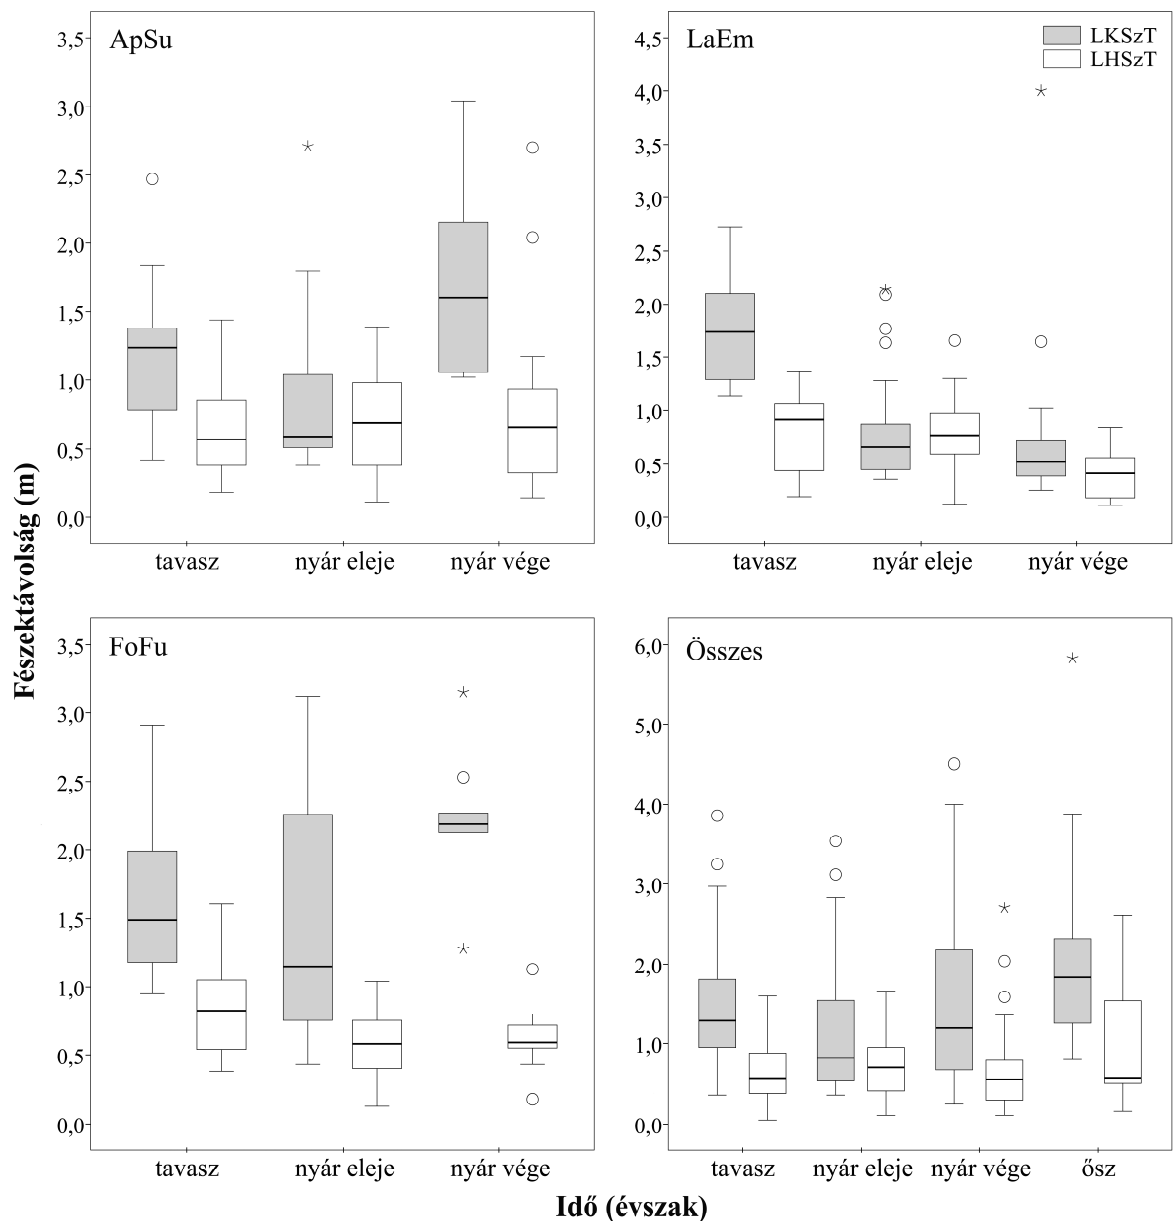 ApSu
3,5
3,0
2,5
2,0
1,5
1,0
0,5
0,0
tavasz nyár eleje nyár vége
LaEm
LKSzT
LHSzT
4,5
4,0
3,5
3,0
2,5
2,0
1,5
1,0
0,5
0,0
tavasz nyár eleje nyár vége
Fészektávolság (m)
FoFu
3,5
3,0
2,5
2,0
1,5
1,0
0,5
0,0
tavasz nyár eleje nyár vége
Összes
6,0
5,0
4,0
3,0
2,0
1,0
0,0
tavasz nyár eleje nyár vége ősz
Idő (évszak)